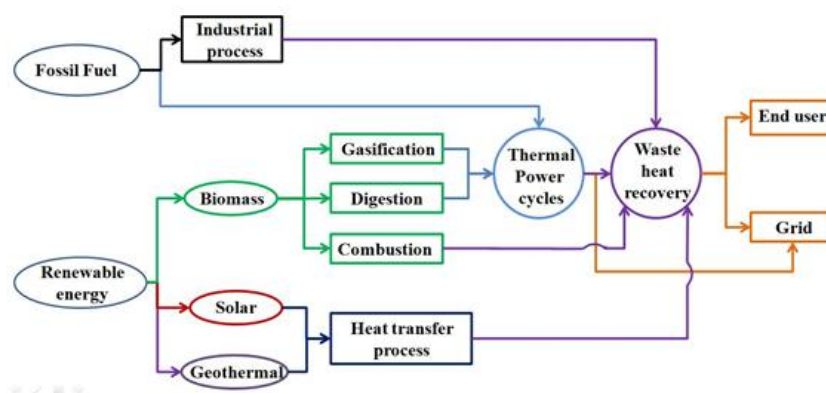 Industrial
process
Fossil Fuel
End user
Gasification
Thermal
Power
cycles
Waste
heat
recovery
Biomass
Digestion
Grid
Combustion
Renewable
energy
Solar
Heat transfer
process
Geothermal